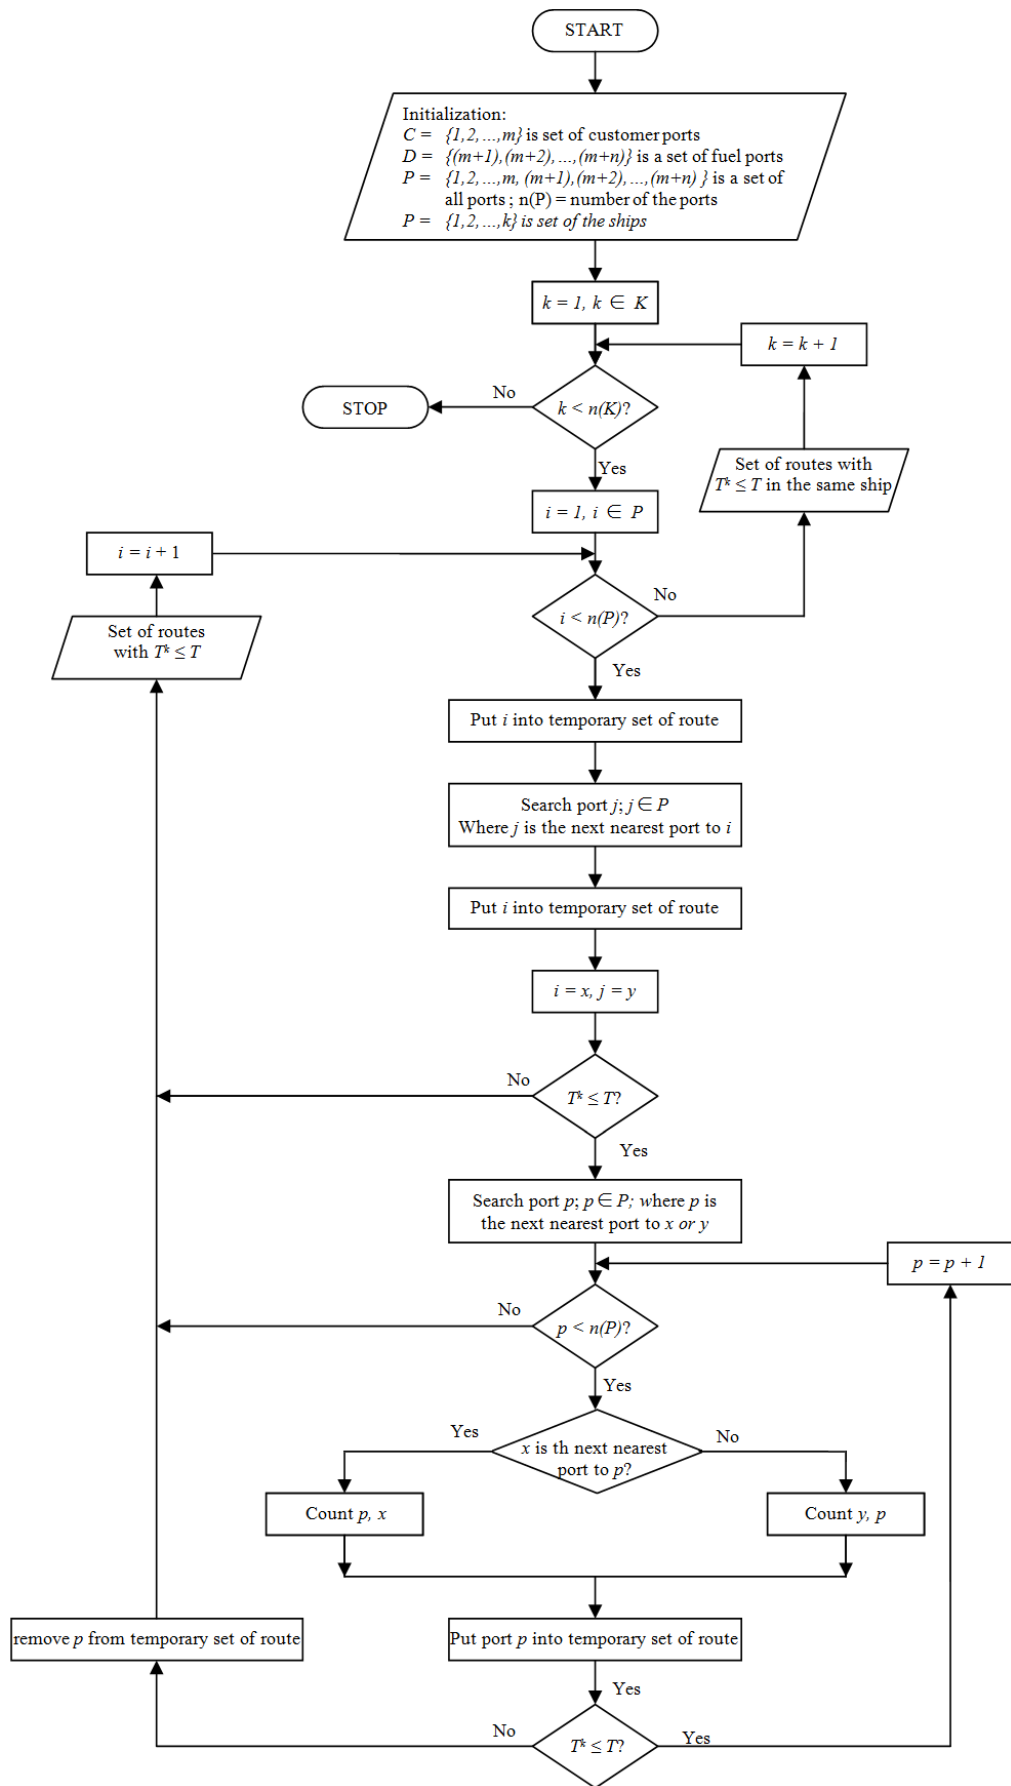 START
Initialization:
C = {1,2,...,m} is set of customer ports
D = {(m+1),(m+2),...,(m+n)} is a set of fuel ports
P = {1,2,...,m, (m+1),(m+2),...,(m+n) } is a set of
all ports ; n(P) = number of the ports
P = {1,2,...,k} is set of the ships
k = 1, k ∈ K
k = k + 1
k < n(K)?
No
STOP
Yes
Set of routes with
Tᵏ ≤ T in the same ship
i = 1, i ∈ P
i = i + 1
i < n(P)?
No
Set of routes
with Tᵏ ≤ T
Yes
Put i into temporary set of route
Search port j; j ∈ P
Where j is the next nearest port to i
Put i into temporary set of route
i = x, j = y
No
Tᵏ ≤ T?
Yes
Search port p; p ∈ P; where p is
the next nearest port to x or y
p = p + 1
No
p < n(P)?
Yes
Yes
x is th next nearest
port to p?
No
Count p, x
Count y, p
remove p from temporary set of route
Put port p into temporary set of route
Yes
No
Tᵏ ≤ T?
Yes